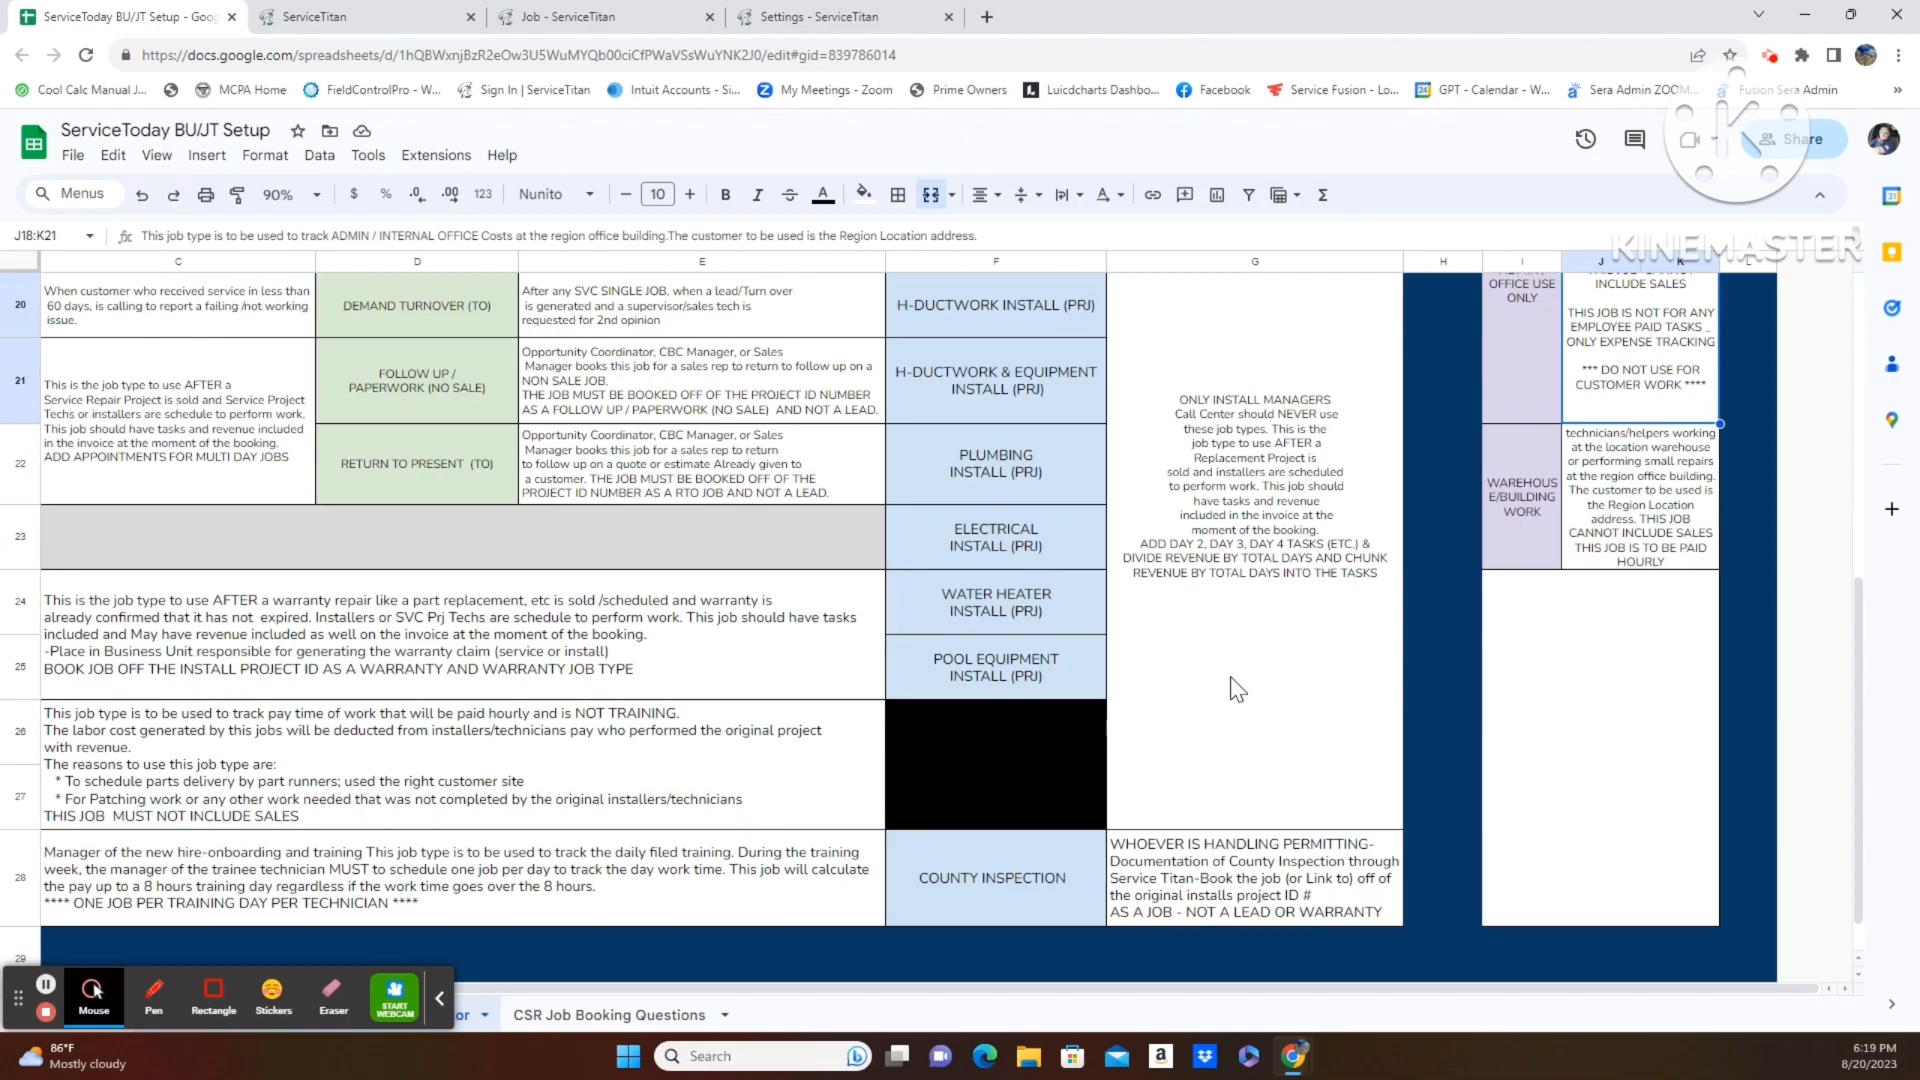 ServiceToday BU/JT Setup - Goog
ServiceTitan
Job - ServiceTitan
Settings - ServiceTitan
https://docs.google.com/spreadsheets/d/1hQBWxnjBzR2eOw3U5WuMYQb00ciCfPWaVSsWuYNK2J0/edit#gid=839786014
Cool Calc Manual J...
MCPA Home
FieldControlPro - W...
Sign In | ServiceTitan
Intuit Accounts - Si...
My Meetings - Zoom
Prime Owners
Luicdcharts Dashbo...
Facebook
Service Fusion - Lo...
GPT - Calendar - W...
Sera Admin ZOOM...
Fusion Sera Admin
ServiceToday BU/JT Setup
File Edit View Insert Format Data Tools Extensions Help
Share
Menus
90%
$ % .0 .00 123
Nunito
10
J18:K21
This job type is to be used to track ADMIN / INTERNAL OFFICE Costs at the region office building.The customer to be used is the Region Location address.
KINEMASTER
C D E F G H I J K L
20
When customer who received service in less than
60 days, is calling to report a failing /not working
issue.
DEMAND TURNOVER (TO)
After any SVC SINGLE JOB, when a lead/Turn over
is generated and a supervisor/sales tech is
requested for 2nd opinion
H-DUCTWORK INSTALL (PRJ)
OFFICE USE
ONLY
INCLUDE SALES
THIS JOB IS NOT FOR ANY
EMPLOYEE PAID TASKS _
ONLY EXPENSE TRACKING
*** DO NOT USE FOR
CUSTOMER WORK ****
21
This is the job type to use AFTER a
Service Repair Project is sold and Service Project
Techs or installers are schedule to perform work.
This job should have tasks and revenue included
in the invoice at the moment of the booking.
ADD APPOINTMENTS FOR MULTI DAY JOBS
FOLLOW UP /
PAPERWORK (NO SALE)
Opportunity Coordinator, CBC Manager, or Sales
Manager books this job for a sales rep to return to follow up on a
NON SALE JOB.
THE JOB MUST BE BOOKED OFF OF THE PROJECT ID NUMBER
AS A FOLLOW UP / PAPERWORK (NO SALE) AND NOT A LEAD.
H-DUCTWORK & EQUIPMENT
INSTALL (PRJ)
ONLY INSTALL MANAGERS
Call Center should NEVER use
these job types. This is the
job type to use AFTER a
Replacement Project is
sold and installers are scheduled
to perform work. This job should
have tasks and revenue
included in the invoice at the
moment of the booking.
ADD DAY 2, DAY 3, DAY 4 TASKS (ETC.) &
DIVIDE REVENUE BY TOTAL DAYS AND CHUNK
REVENUE BY TOTAL DAYS INTO THE TASKS
22
RETURN TO PRESENT (TO)
Opportunity Coordinator, CBC Manager, or Sales
Manager books this job for a sales rep to return
to follow up on a quote or estimate Already given to
a customer. THE JOB MUST BE BOOKED OFF OF THE
PROJECT ID NUMBER AS A RTO JOB AND NOT A LEAD.
PLUMBING
INSTALL (PRJ)
WAREHOUS
E/BUILDING
WORK
technicians/helpers working
at the location warehouse
or performing small repairs
at the region office building.
The customer to be used is
the Region Location
address. THIS JOB
CANNOT INCLUDE SALES
THIS JOB IS TO BE PAID
HOURLY
23
ELECTRICAL
INSTALL (PRJ)
24
This is the job type to use AFTER a warranty repair like a part replacement, etc is sold /scheduled and warranty is
already confirmed that it has not expired. Installers or SVC Prj Techs are schedule to perform work. This job should have tasks
included and May have revenue included as well on the invoice at the moment of the booking.
-Place in Business Unit responsible for generating the warranty claim (service or install)
BOOK JOB OFF THE INSTALL PROJECT ID AS A WARRANTY AND WARRANTY JOB TYPE
WATER HEATER
INSTALL (PRJ)
25
POOL EQUIPMENT
INSTALL (PRJ)
26
This job type is to be used to track pay time of work that will be paid hourly and is NOT TRAINING.
The labor cost generated by this jobs will be deducted from installers/technicians pay who performed the original project
with revenue.
The reasons to use this job type are:
* To schedule parts delivery by part runners; used the right customer site
* For Patching work or any other work needed that was not completed by the original installers/technicians
THIS JOB MUST NOT INCLUDE SALES
27
28
Manager of the new hire-onboarding and training This job type is to be used to track the daily filed training. During the training
week, the manager of the trainee technician MUST to schedule one job per day to track the day work time. This job will calculate
the pay up to a 8 hours training day regardless if the work time goes over the 8 hours.
**** ONE JOB PER TRAINING DAY PER TECHNICIAN ****
COUNTY INSPECTION
WHOEVER IS HANDLING PERMITTING-
Documentation of County Inspection through
Service Titan-Book the job (or Link to) off of
the original installs project ID #
AS A JOB - NOT A LEAD OR WARRANTY
29
Mouse
Pen
Rectangle
Stickers
Eraser
START
WEBCAM
or
CSR Job Booking Questions
86°F
Mostly cloudy
Search
6:19 PM
8/20/2023